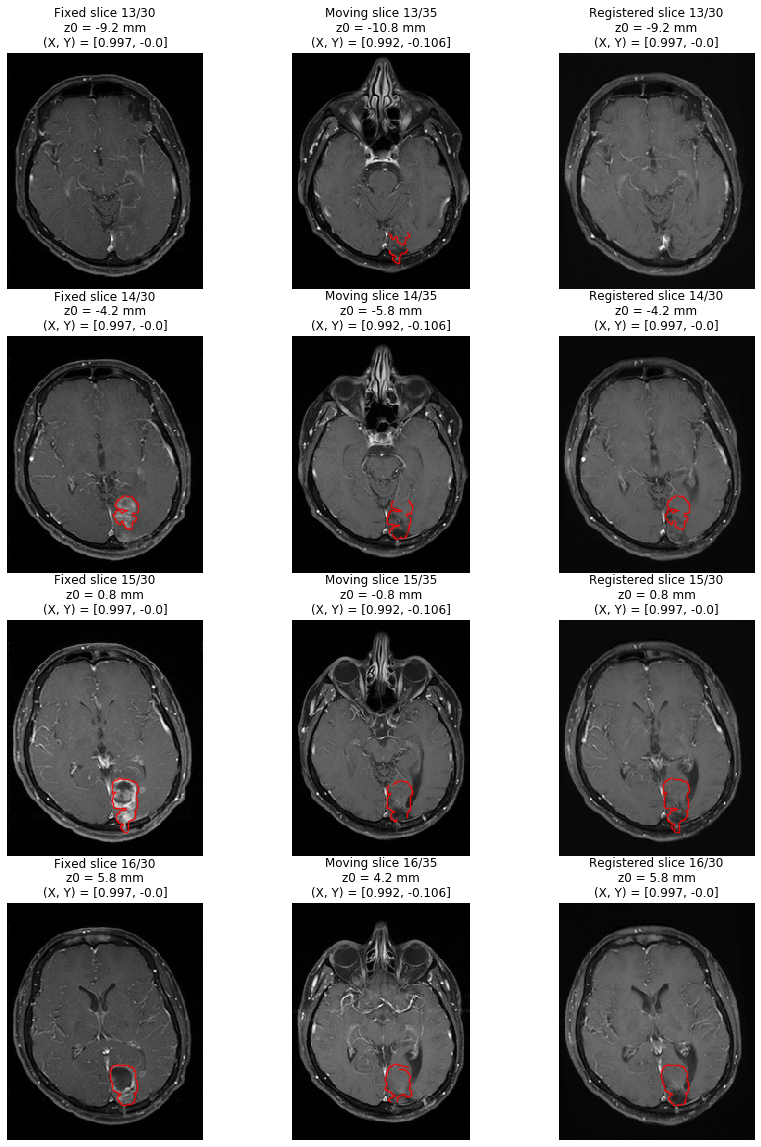 Fixed slice 13/30
z0 = -9.2 mm
(X, Y) = [0.997, -0.0]
Moving slice 13/35
z0 = -10.8 mm
(X, Y) = [0.992, -0.106]
Registered slice 13/30
z0 = -9.2 mm
(X, Y) = [0.997, -0.0]
Fixed slice 14/30
z0 = -4.2 mm
(X, Y) = [0.997, -0.0]
Moving slice 14/35
z0 = -5.8 mm
(X, Y) = [0.992, -0.106]
Registered slice 14/30
z0 = -4.2 mm
(X, Y) = [0.997, -0.0]
Fixed slice 15/30
z0 = 0.8 mm
(X, Y) = [0.997, -0.0]
Moving slice 15/35
z0 = -0.8 mm
(X, Y) = [0.992, -0.106]
Registered slice 15/30
z0 = 0.8 mm
(X, Y) = [0.997, -0.0]
Fixed slice 16/30
z0 = 5.8 mm
(X, Y) = [0.997, -0.0]
Moving slice 16/35
z0 = 4.2 mm
(X, Y) = [0.992, -0.106]
Registered slice 16/30
z0 = 5.8 mm
(X, Y) = [0.997, -0.0]